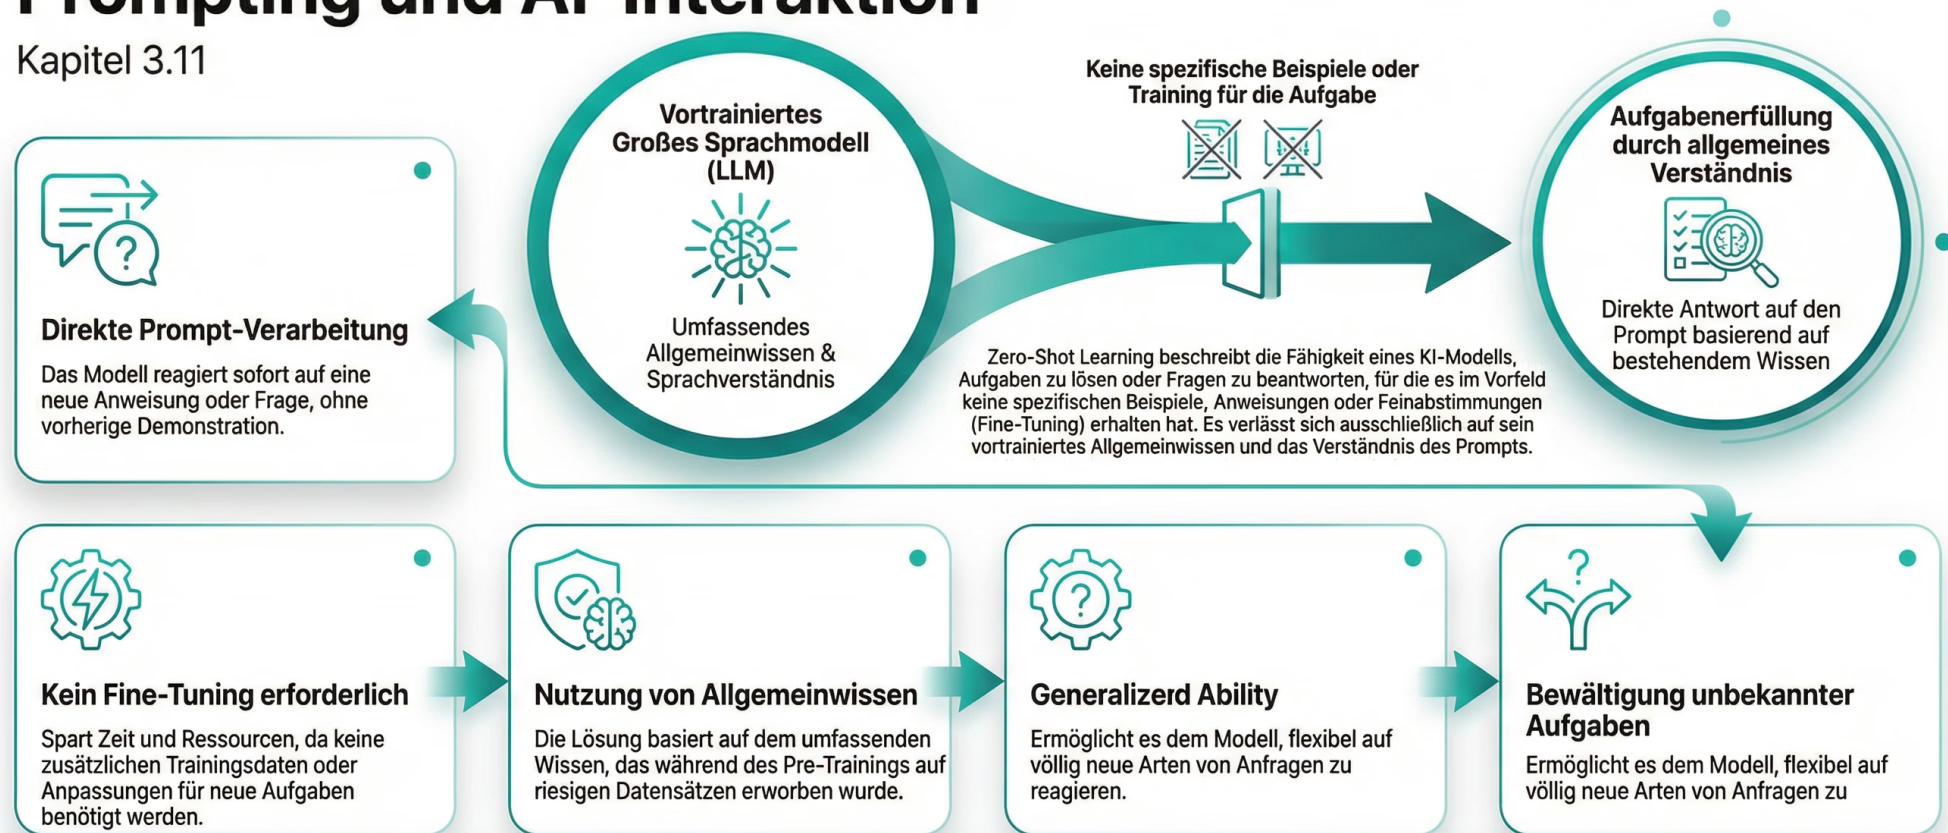 Prompting und AI-Interaktion
Kapitel 3.11
Direkte Prompt-Verarbeitung
Das Modell reagiert sofort auf eine
neue Anweisung oder Frage, ohne
vorherige Demonstration.
Vortrainiertes
Großes Sprachmodell
(LLM)
Umfassendes
Allgemeinwissen &
Sprachverständnis
Keine spezifische Beispiele oder
Training für die Aufgabe
Zero-Shot Learning beschreibt die Fähigkeit eines KI-Modells,
Aufgaben zu lösen oder Fragen zu beantworten, für die es im Vorfeld
keine spezifischen Beispiele, Anweisungen oder Feinabstimmungen
(Fine-Tuning) erhalten hat. Es verlässt sich ausschließlich auf sein
vortrainiertes Allgemeinwissen und das Verständnis des Prompts.
Aufgabenerfüllung
durch allgemeines
Verständnis
Direkte Antwort auf den
Prompt basierend auf
bestehendem Wissen
Kein Fine-Tuning erforderlich
Spart Zeit und Ressourcen, da keine
zusätzlichen Trainingsdaten oder
Anpassungen für neue Aufgaben
benötigt werden.
Nutzung von Allgemeinwissen
Die Lösung basiert auf dem umfassenden
Wissen, das während des Pre-Trainings auf
riesigen Datensätzen erworben wurde.
Generalizerd Ability
Ermöglicht es dem Modell, flexibel auf
völlig neue Arten von Anfragen zu
reagieren.
Bewältigung unbekannter
Aufgaben
Ermöglicht es dem Modell, flexibel auf
völlig neue Arten von Anfragen zu